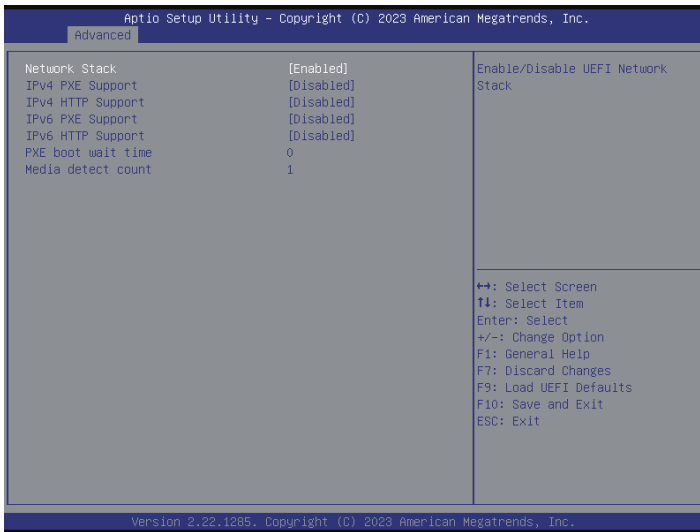 Aptio Setup Utility – Copyright (C) 2023 American Megatrends, Inc.
Advanced
Network Stack [Enabled]
IPv4 PXE Support [Disabled]
IPv4 HTTP Support [Disabled]
IPv6 PXE Support [Disabled]
IPv6 HTTP Support [Disabled]
PXE boot wait time 0
Media detect count 1
Enable/Disable UEFI Network
Stack
↔: Select Screen
↑↓: Select Item
Enter: Select
+/-: Change Option
F1: General Help
F7: Discard Changes
F9: Load UEFI Defaults
F10: Save and Exit
ESC: Exit
Version 2.22.1285. Copyright (C) 2023 American Megatrends, Inc.